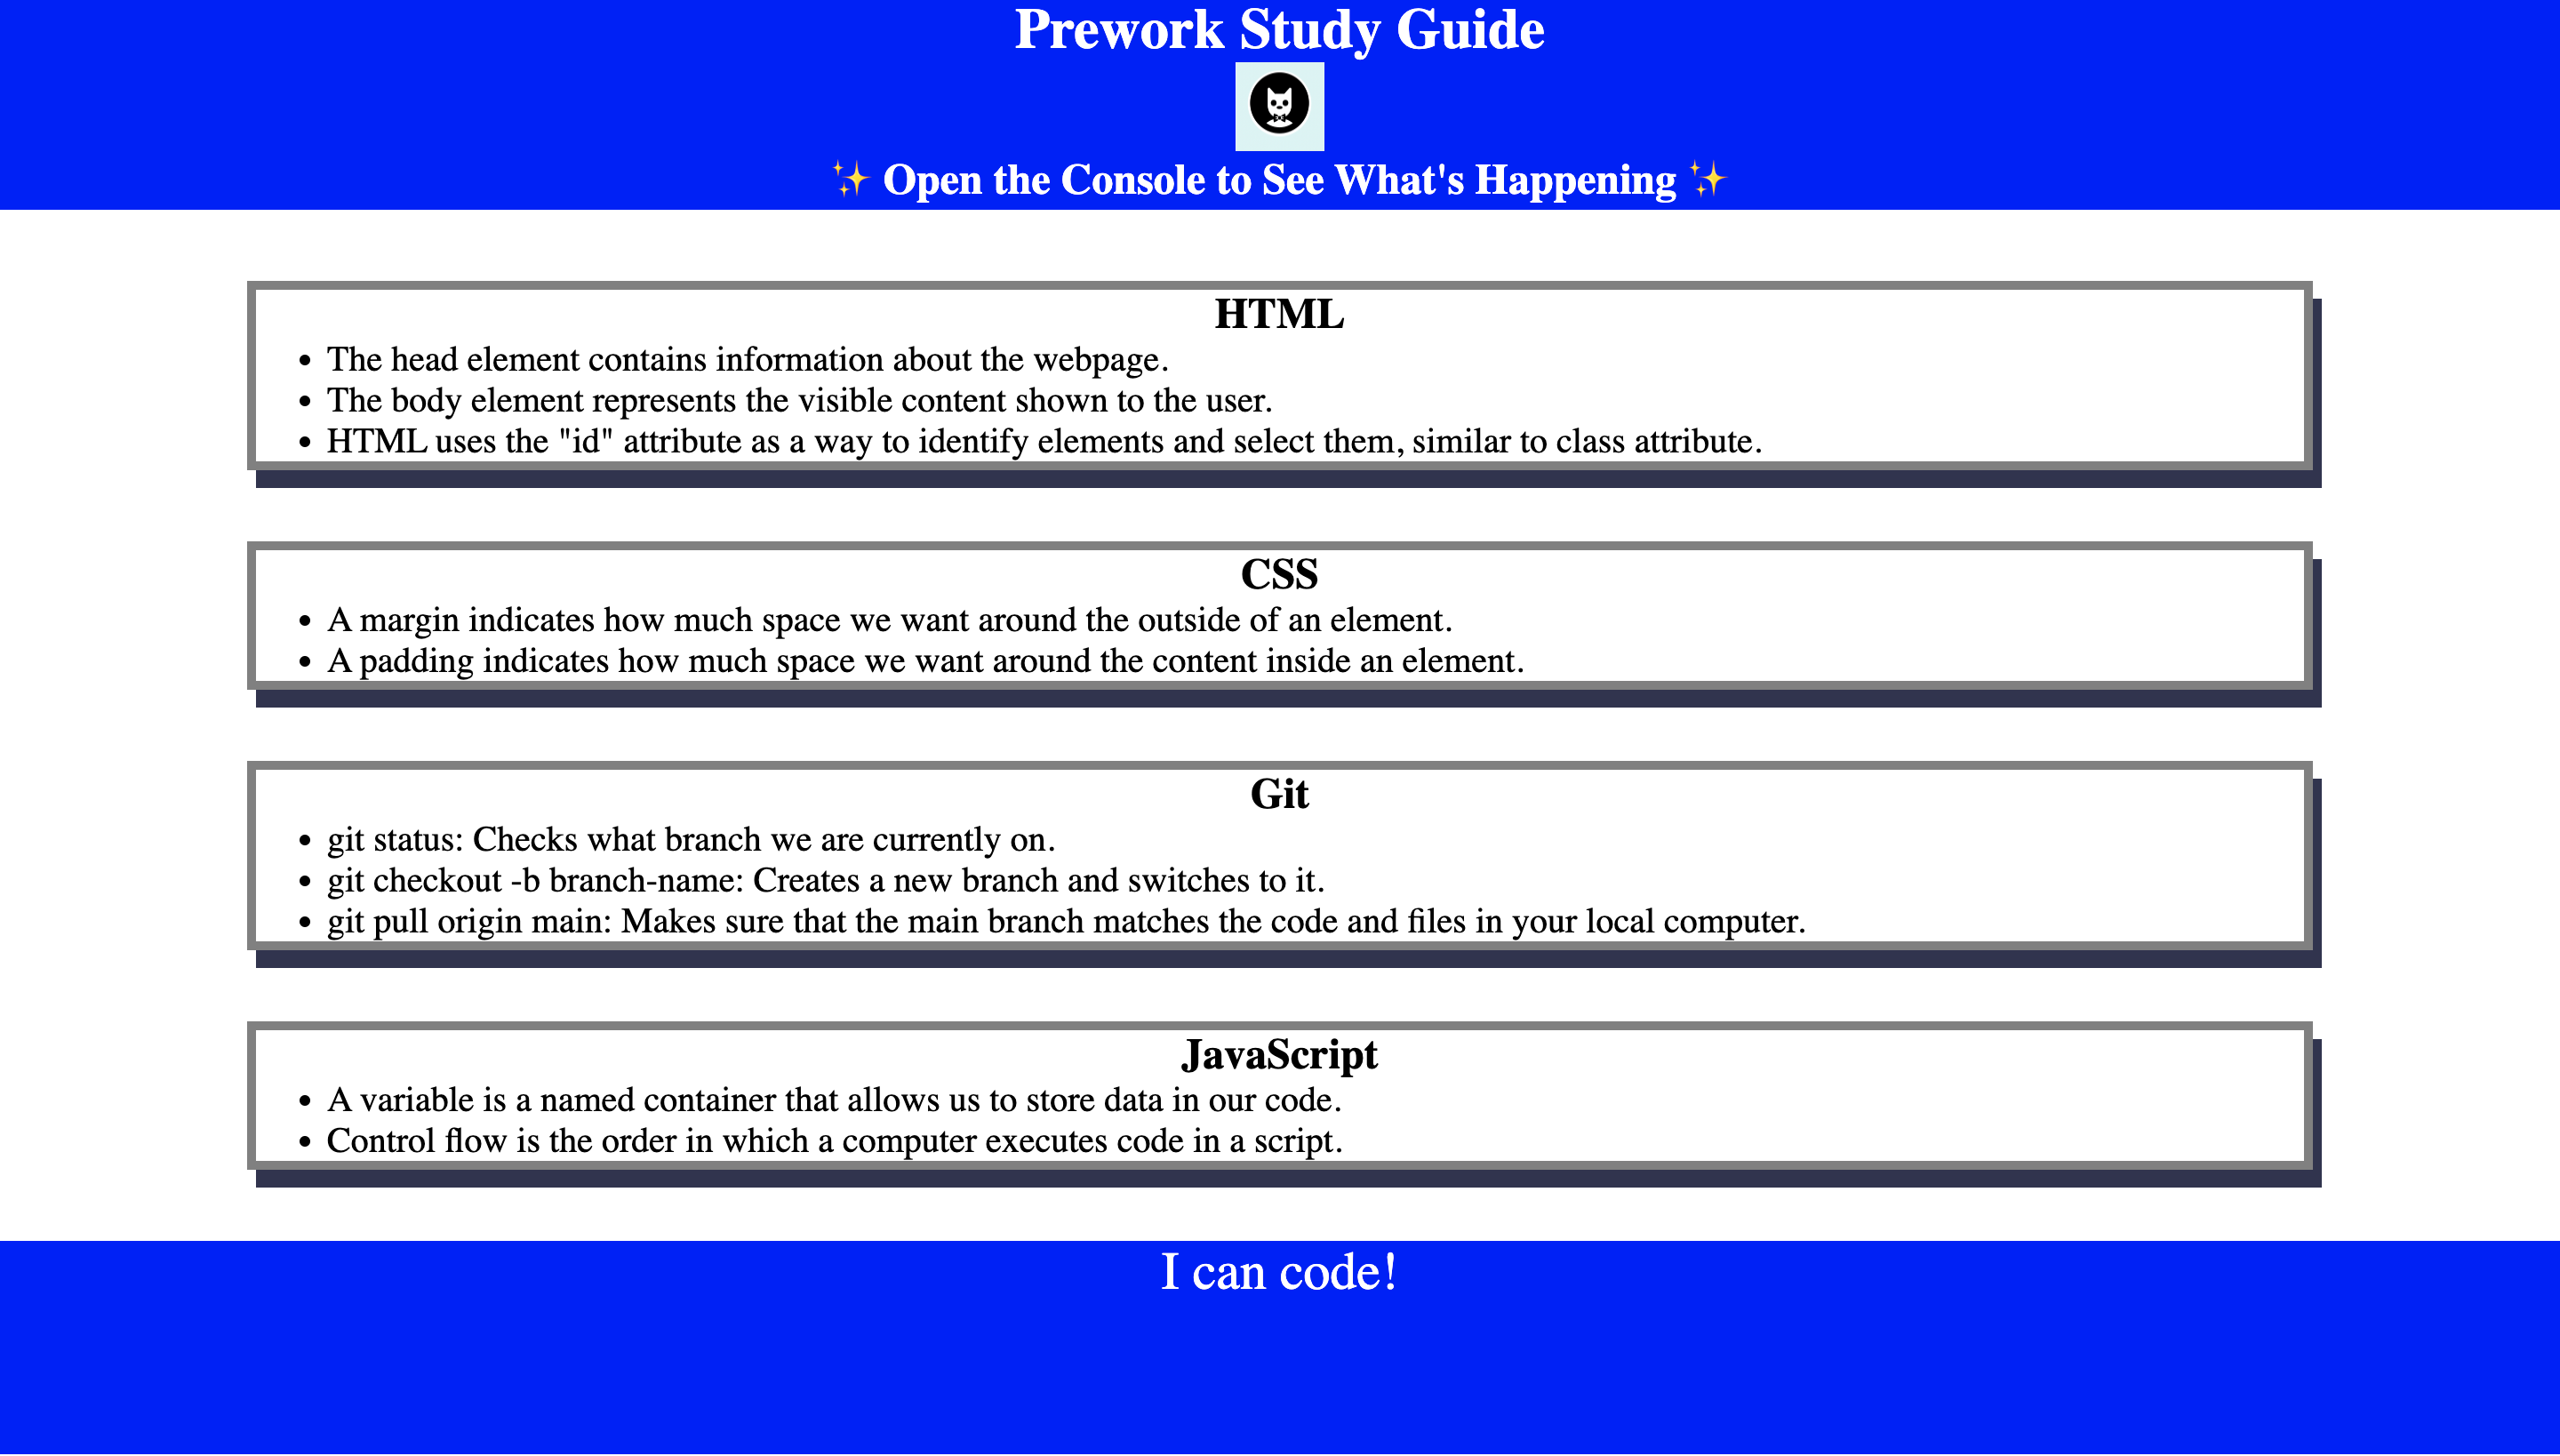 Prework Study Guide
✨ Open the Console to See What's Happening ✨
HTML
• The head element contains information about the webpage.
• The body element represents the visible content shown to the user.
• HTML uses the "id" attribute as a way to identify elements and select them, similar to class attribute.
CSS
• A margin indicates how much space we want around the outside of an element.
• A padding indicates how much space we want around the content inside an element.
Git
• git status: Checks what branch we are currently on.
• git checkout -b branch-name: Creates a new branch and switches to it.
• git pull origin main: Makes sure that the main branch matches the code and files in your local computer.
JavaScript
• A variable is a named container that allows us to store data in our code.
• Control flow is the order in which a computer executes code in a script.
I can code!